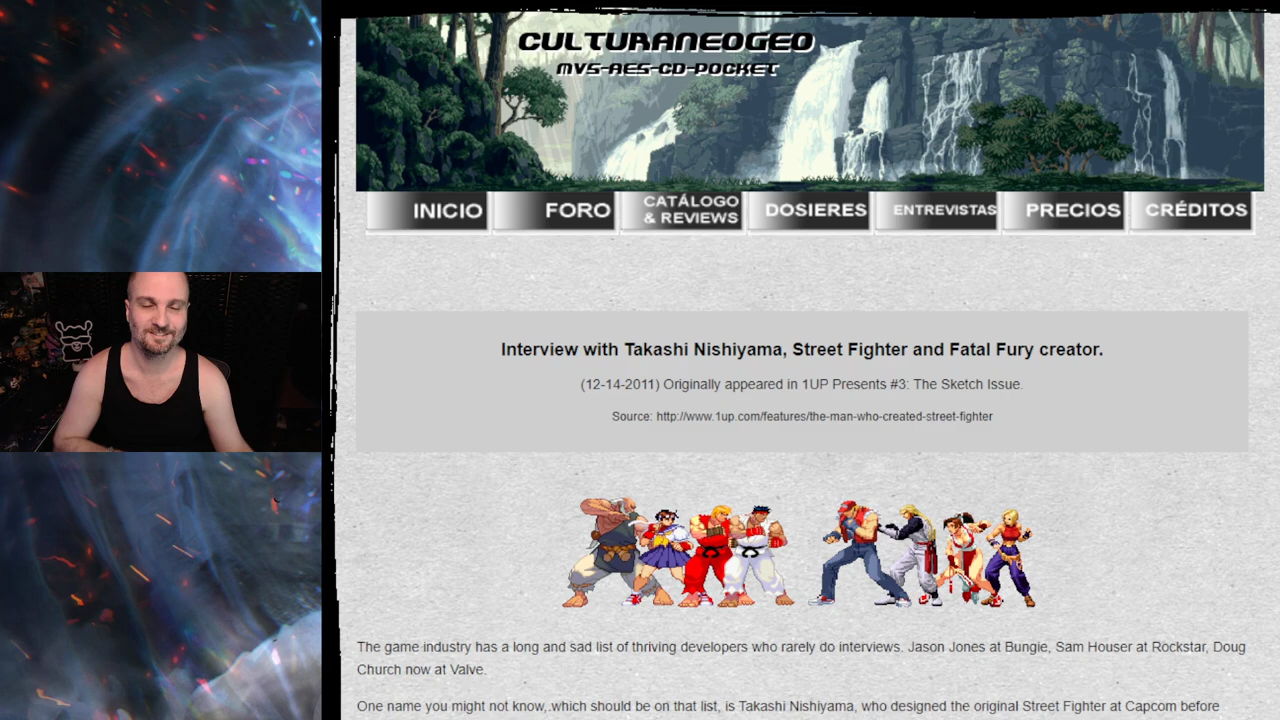 CULTURANEOGEO
MVS-AES-CD-POCKET
INICIO
FORO
CATÁLOGO
& REVIEWS
DOSIERES
ENTREVISTAS
PRECIOS
CRÉDITOS
Interview with Takashi Nishiyama, Street Fighter and Fatal Fury creator.
(12-14-2011) Originally appeared in 1UP Presents #3: The Sketch Issue.
Source: http://www.1up.com/features/the-man-who-created-street-fighter
The game industry has a long and sad list of thriving developers who rarely do interviews. Jason Jones at Bungie, Sam Houser at Rockstar, Doug
Church now at Valve.
One name you might not know, which should be on that list, is Takashi Nishiyama, who designed the original Street Fighter at Capcom before